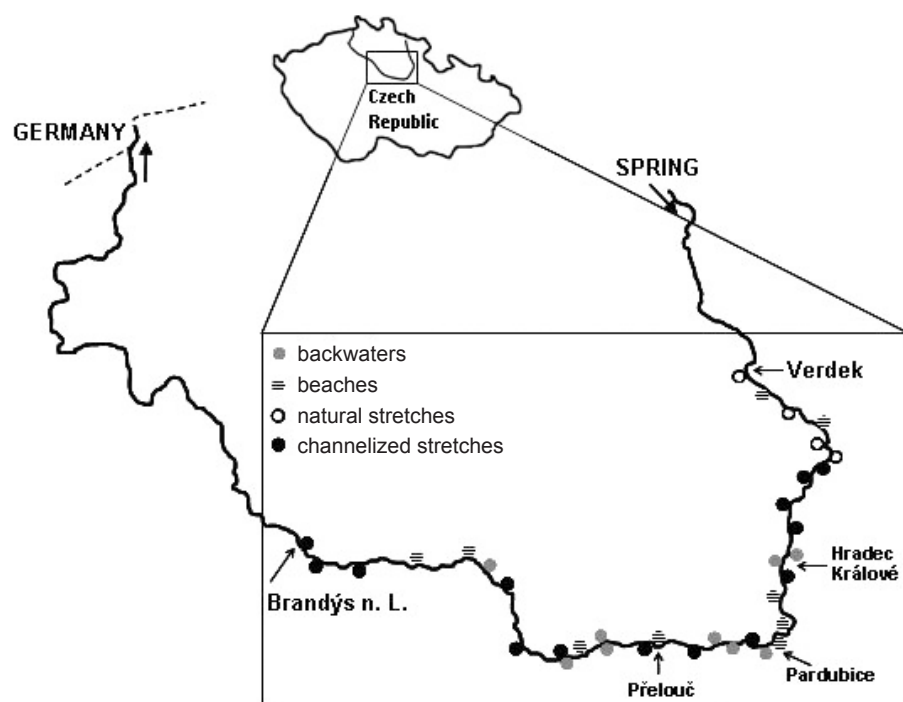 Czech
Republic
GERMANY
SPRING
backwaters
beaches
natural stretches
channelized stretches
Verdek
Hradec
Králové
Brandýs n. L.
Pardubice
Přelouč